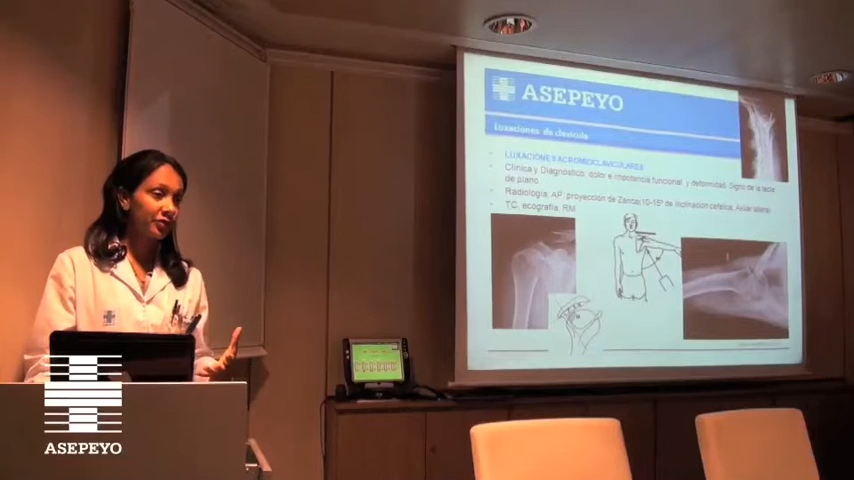 ASEPEYO
Luxaciones de clavícula
LUXACIONES ACROMIOCLAVICULARES
Clínica y Diagnóstico: dolor e impotencia funcional y deformidad. Signo de la tecla
de piano
Radiología: AP: proyección de Zanca:10-15º de inclinación cefálica. Axilar lateral
TC, ecografía, RM
ASEPEYO